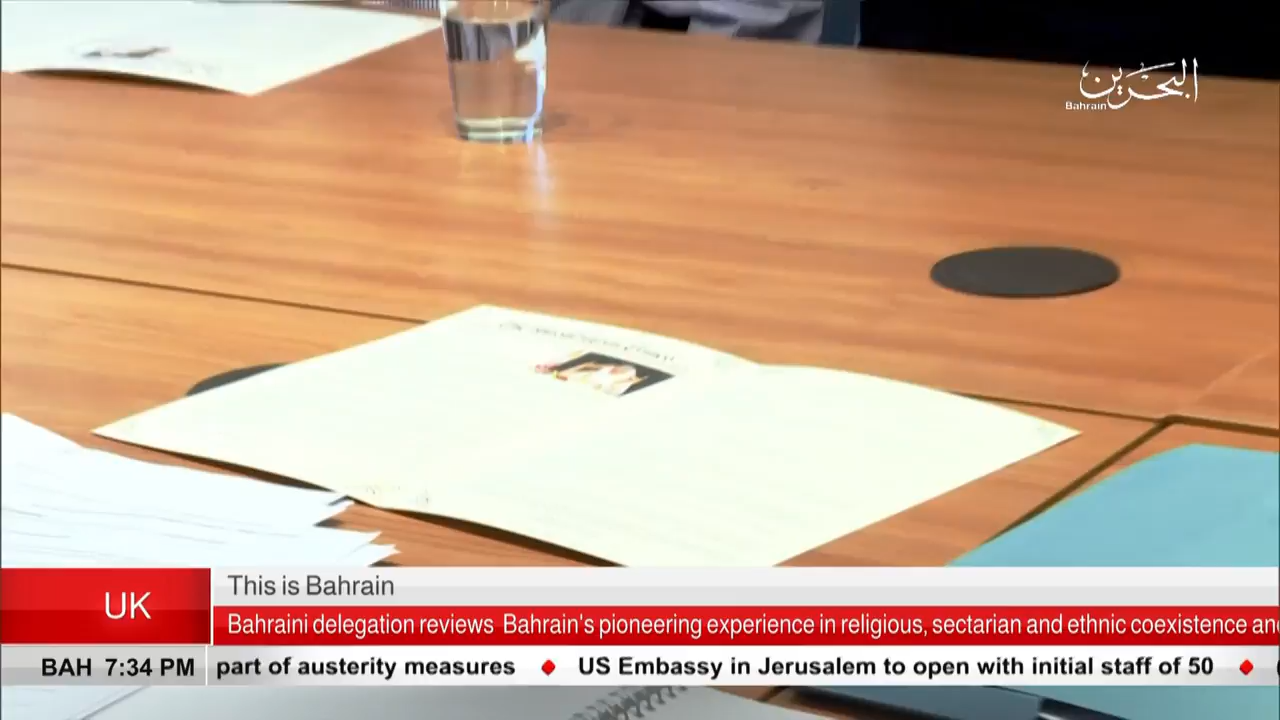 البحرين
Bahrain
UK
This is Bahrain
Bahraini delegation reviews Bahrain's pioneering experience in religious, sectarian and ethnic coexistence an
BAH 7:34 PM
part of austerity measures ♦ US Embassy in Jerusalem to open with initial staff of 50 ♦